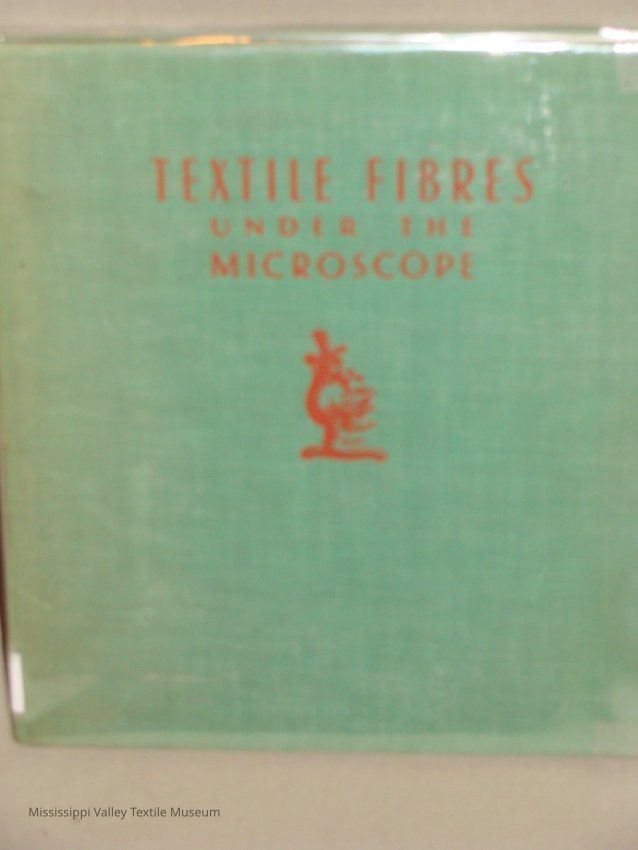 TEXTILE FIBRES
UNDER THE
MICROSCOPE
Mississippi Valley Textile Museum